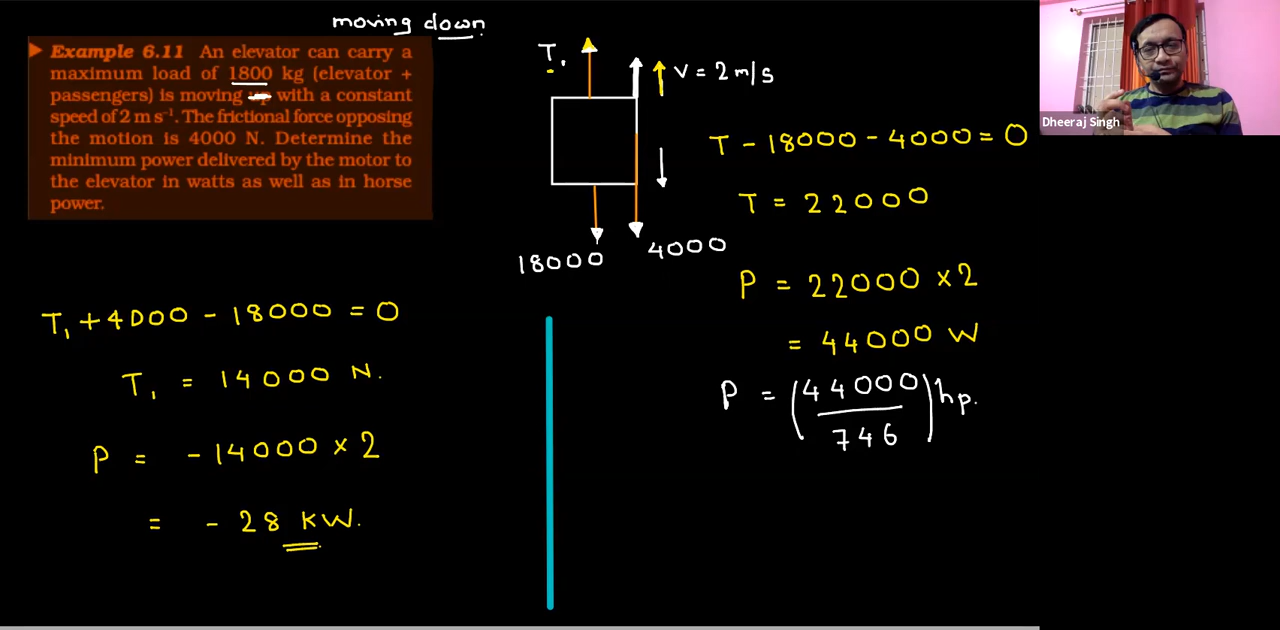 moving down.
▶ Example 6.11 An elevator can carry a
maximum load of 1800 kg (elevator +
passengers) is moving up with a constant
speed of 2 m s⁻¹. The frictional force opposing
the motion is 4000 N. Determine the
minimum power delivered by the motor to
the elevator in watts as well as in horse
power.
T₁
V = 2 m/s
18000
4000
T - 18000 - 4000 = 0
T = 22000
P = 22000 × 2
= 44000 W
P = (44000/746) hp.
T₁ + 4000 - 18000 = 0
T₁ = 14000 N.
P = -14000 × 2
= -28 KW.
Dheeraj Singh